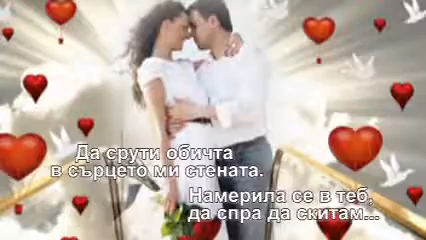 Да срути обичта
в сърцето ми стената.
Намерила се в теб,
да спра да скитам...